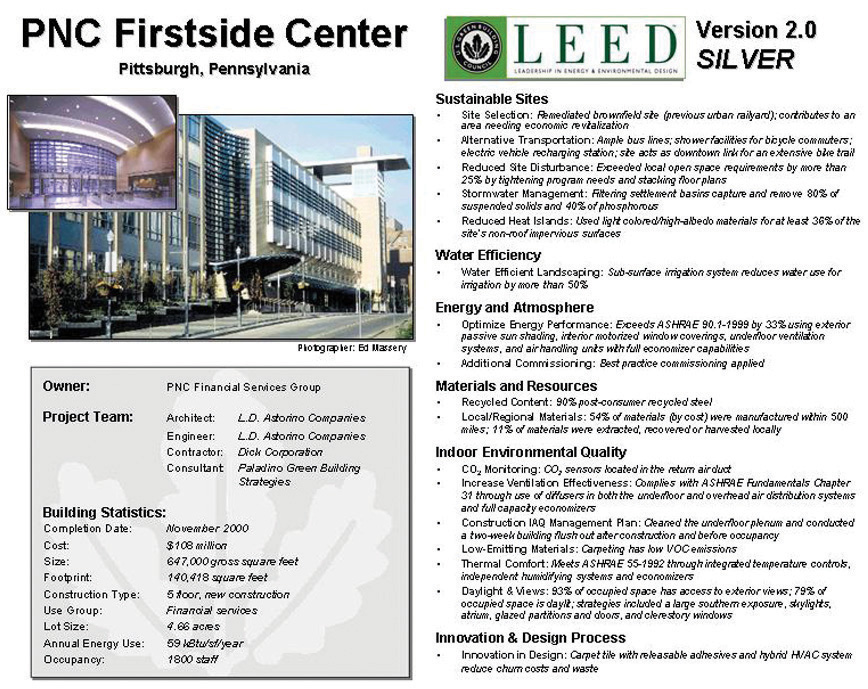 PNC Firstside Center
Pittsburgh, Pennsylvania
U.S. GREEN BUILDING COUNCIL
LEED
LEADERSHIP IN ENERGY & ENVIRONMENTAL DESIGN
Version 2.0
SILVER
Photographer: Ed Massery
Owner: PNC Financial Services Group
Project Team: Architect: L.D. Astorino Companies
Engineer: L.D. Astorino Companies
Contractor: Dick Corporation
Consultant: Paladino Green Building
Strategies
Building Statistics:
Completion Date: November 2000
Cost: $108 million
Size: 647,000 gross square feet
Footprint: 140,418 square feet
Construction Type: 5 floor, new construction
Use Group: Financial services
Lot Size: 4.66 acres
Annual Energy Use: 59 kBtu/sf/year
Occupancy: 1800 staff
Sustainable Sites
• Site Selection: Remediated brownfield site (previous urban railyard); contributes to an
area needing economic revitalization
• Alternative Transportation: Ample bus lines; shower facilities for bicycle commuters;
electric vehicle recharging station; site acts as downtown link for an extensive bike trail
• Reduced Site Disturbance: Exceeded local open space requirements by more than
25% by tightening program needs and stacking floor plans
• Stormwater Management: Filtering settlement basins capture and remove 80% of
suspended solids and 40% of phosphorous
• Reduced Heat Islands: Used light colored/high-albedo materials for at least 36% of the
site's non-roof impervious surfaces
Water Efficiency
• Water Efficient Landscaping: Sub-surface irrigation system reduces water use for
irrigation by more than 50%
Energy and Atmosphere
• Optimize Energy Performance: Exceeds ASHRAE 90.1-1999 by 33% using exterior
passive sun shading, interior motorized window coverings, underfloor ventilation
systems, and air handling units with full economizer capabilities
• Additional Commissioning: Best practice commissioning applied
Materials and Resources
• Recycled Content: 90% post-consumer recycled steel
• Local/Regional Materials: 54% of materials (by cost) were manufactured within 500
miles; 11% of materials were extracted, recovered or harvested locally
Indoor Environmental Quality
• CO2 Monitoring: CO2 sensors located in the return air duct
• Increase Ventilation Effectiveness: Complies with ASHRAE Fundamentals Chapter
31 through use of diffusers in both the underfloor and overhead air distribution systems
and full capacity economizers
• Construction IAQ Management Plan: Cleaned the underfloor plenum and conducted
a two-week building flush out after construction and before occupancy
• Low-Emitting Materials: Carpeting has low VOC emissions
• Thermal Comfort: Meets ASHRAE 55-1992 through integrated temperature controls,
independent humidifying systems and economizers
• Daylight & Views: 93% of occupied space has access to exterior views; 79% of
occupied space is daylit; strategies included a large southern exposure, skylights,
atrium, glazed partitions and doors, and clerestory windows
Innovation & Design Process
• Innovation in Design: Carpet tile with releasable adhesives and hybrid HVAC system
reduce churn costs and waste